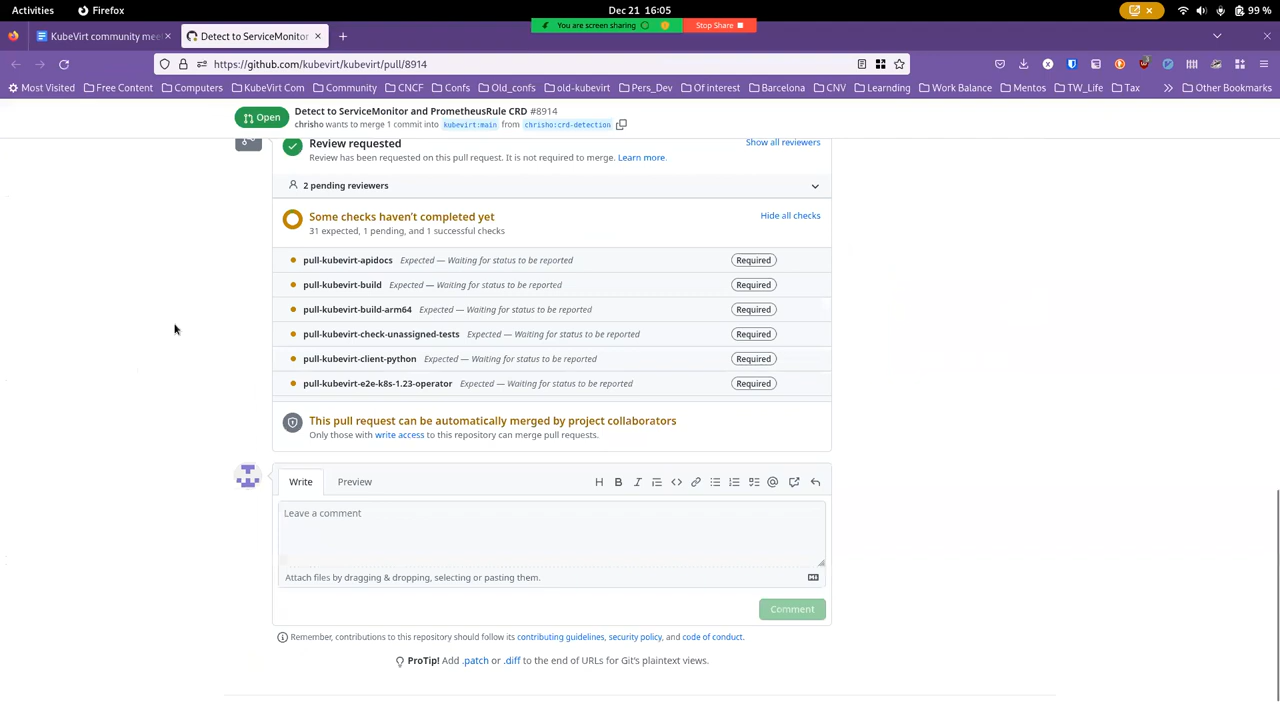 Activities
Firefox
Dec 21 16:05
99 %
You are screen sharing
Stop Share
KubeVirt community mee
Detect to ServiceMonitor
https://github.com/kubevirt/kubevirt/pull/8914
Most Visited
Free Content
Computers
KubeVirt Com
Community
CNCF
Confs
Old_confs
old-kubevirt
Pers_Dev
Of interest
Barcelona
CNV
Learnding
Work Balance
Mentos
TW_Life
Tax
Other Bookmarks
Open
Detect to ServiceMonitor and PrometheusRule CRD #8914
chrisho wants to merge 1 commit into kubevirt:main from chrisho:crd-detection
Review requested
Show all reviewers
Review has been requested on this pull request. It is not required to merge. Learn more.
2 pending reviewers
Some checks haven't completed yet
Hide all checks
31 expected, 1 pending, and 1 successful checks
pull-kubevirt-apidocs Expected — Waiting for status to be reported Required
pull-kubevirt-build Expected — Waiting for status to be reported Required
pull-kubevirt-build-arm64 Expected — Waiting for status to be reported Required
pull-kubevirt-check-unassigned-tests Expected — Waiting for status to be reported Required
pull-kubevirt-client-python Expected — Waiting for status to be reported Required
pull-kubevirt-e2e-k8s-1.23-operator Expected — Waiting for status to be reported Required
This pull request can be automatically merged by project collaborators
Only those with write access to this repository can merge pull requests.
Write
Preview
Leave a comment
Attach files by dragging & dropping, selecting or pasting them.
Comment
Remember, contributions to this repository should follow its contributing guidelines, security policy, and code of conduct.
ProTip! Add .patch or .diff to the end of URLs for Git's plaintext views.